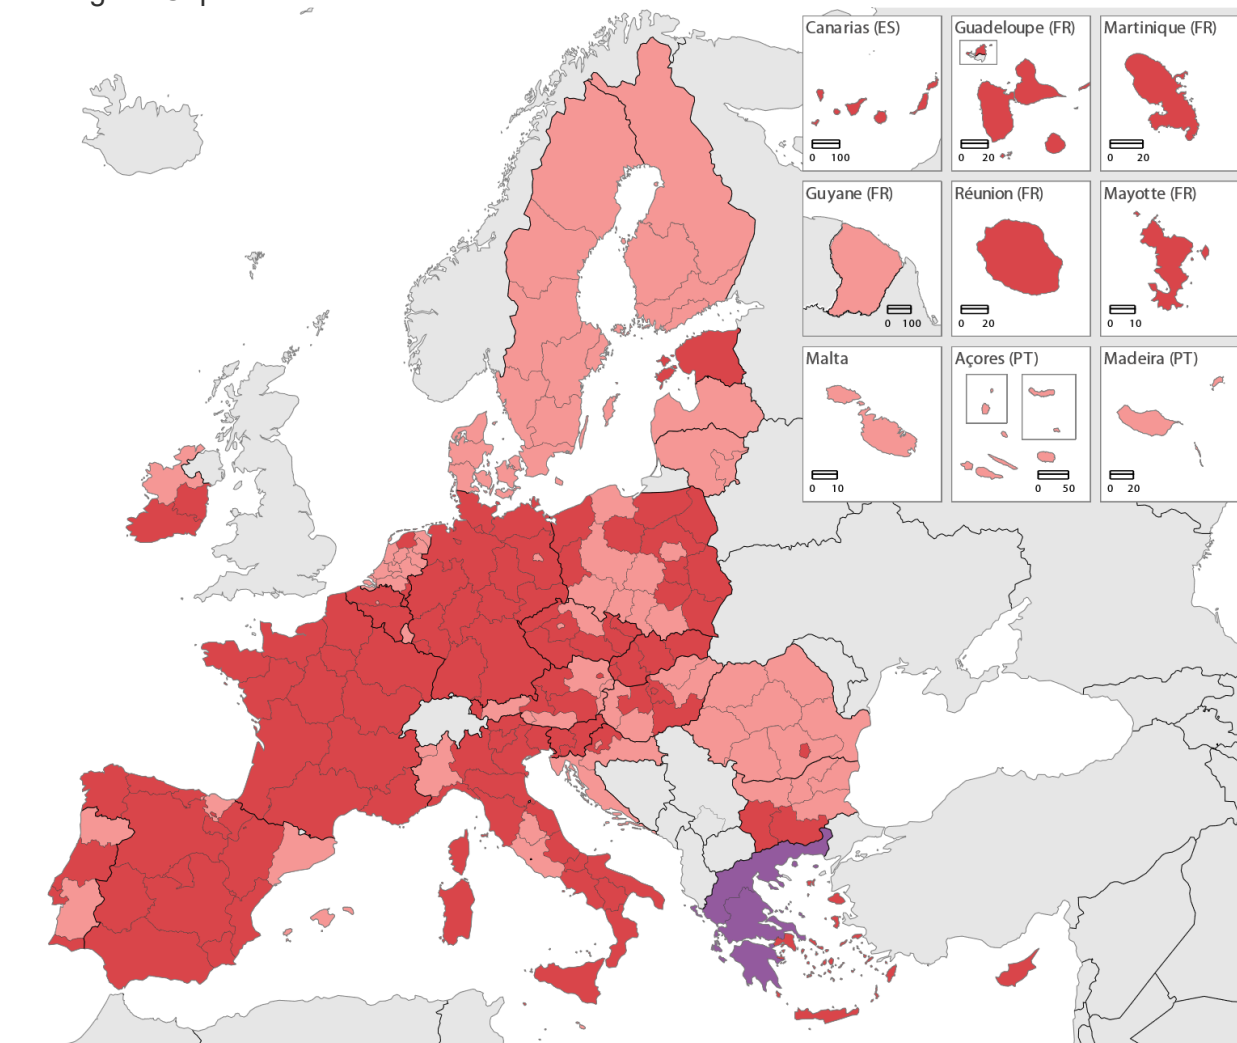 Canarias (ES)
0 100
Guadeloupe (FR)
0 20
Martinique (FR)
0 20
Guyane (FR)
0 100
Réunion (FR)
0 20
Mayotte (FR)
0 10
Malta
0 10
Açores (PT)
0 50
Madeira (PT)
0 20